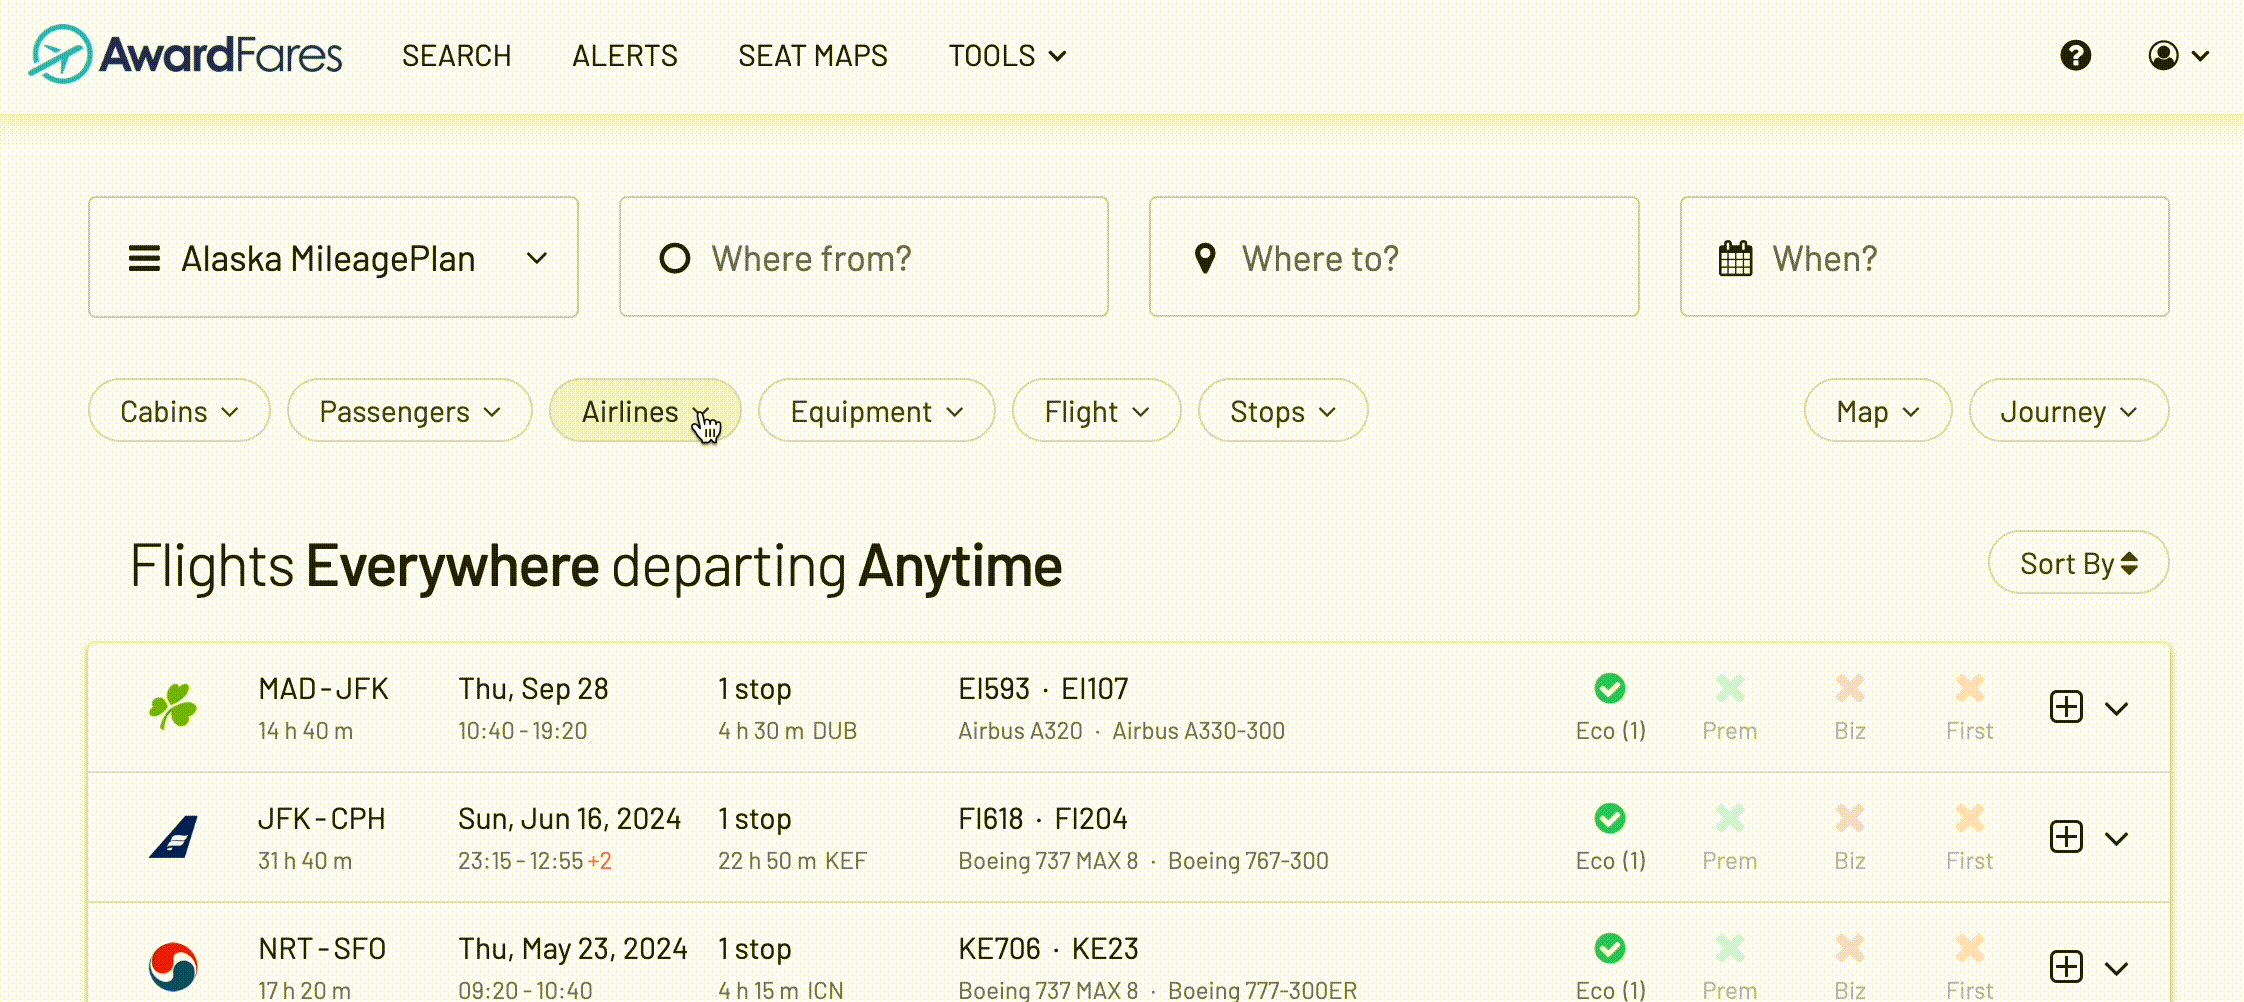 AwardFares SEARCH ALERTS SEAT MAPS TOOLS ?
Alaska MileagePlan Where from? Where to? When?
Cabins Passengers Airlines Equipment Flight Stops Map Journey
Flights Everywhere departing Anytime Sort By
MAD-JFK Thu, Sep 28 1 stop EI593 · EI107
14 h 40 m 10:40-19:20 4 h 30 m DUB Airbus A320 · Airbus A330-300 Eco (1) Prem Biz First
JFK-CPH Sun, Jun 16, 2024 1 stop FI618 · FI204
31 h 40 m 23:15-12:55+2 22 h 50 m KEF Boeing 737 MAX 8 · Boeing 767-300 Eco (1) Prem Biz First
NRT-SFO Thu, May 23, 2024 1 stop KE706 · KE23
17 h 20 m 09:20-10:40 4 h 15 m ICN Boeing 737 MAX 8 · Boeing 777-300ER Eco (1) Prem Biz First